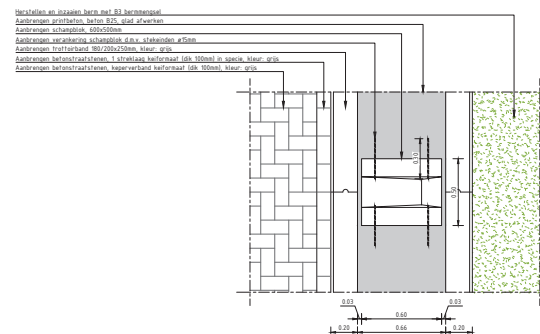 Herstellen en inzaaien berm met B3 bermmengsel
Aanbrengen printbeton, beton B25, glad afwerken
Aanbrengen schampblok, 600x500mm
Aanbrengen verankering schampblok d.m.v. stekeinden ø15mm
Aanbrengen trottoirband 180/200x250mm, kleur: grijs
Aanbrengen betonstraatstenen, 1 streklaag keiformaat (dik 100mm) in specie, kleur: grijs
Aanbrengen betonstraatstenen, keperverband keiformaat (dik 100mm), kleur: grijs
0.30
0.50
0.03 0.60 0.03
0.20 0.66 0.20